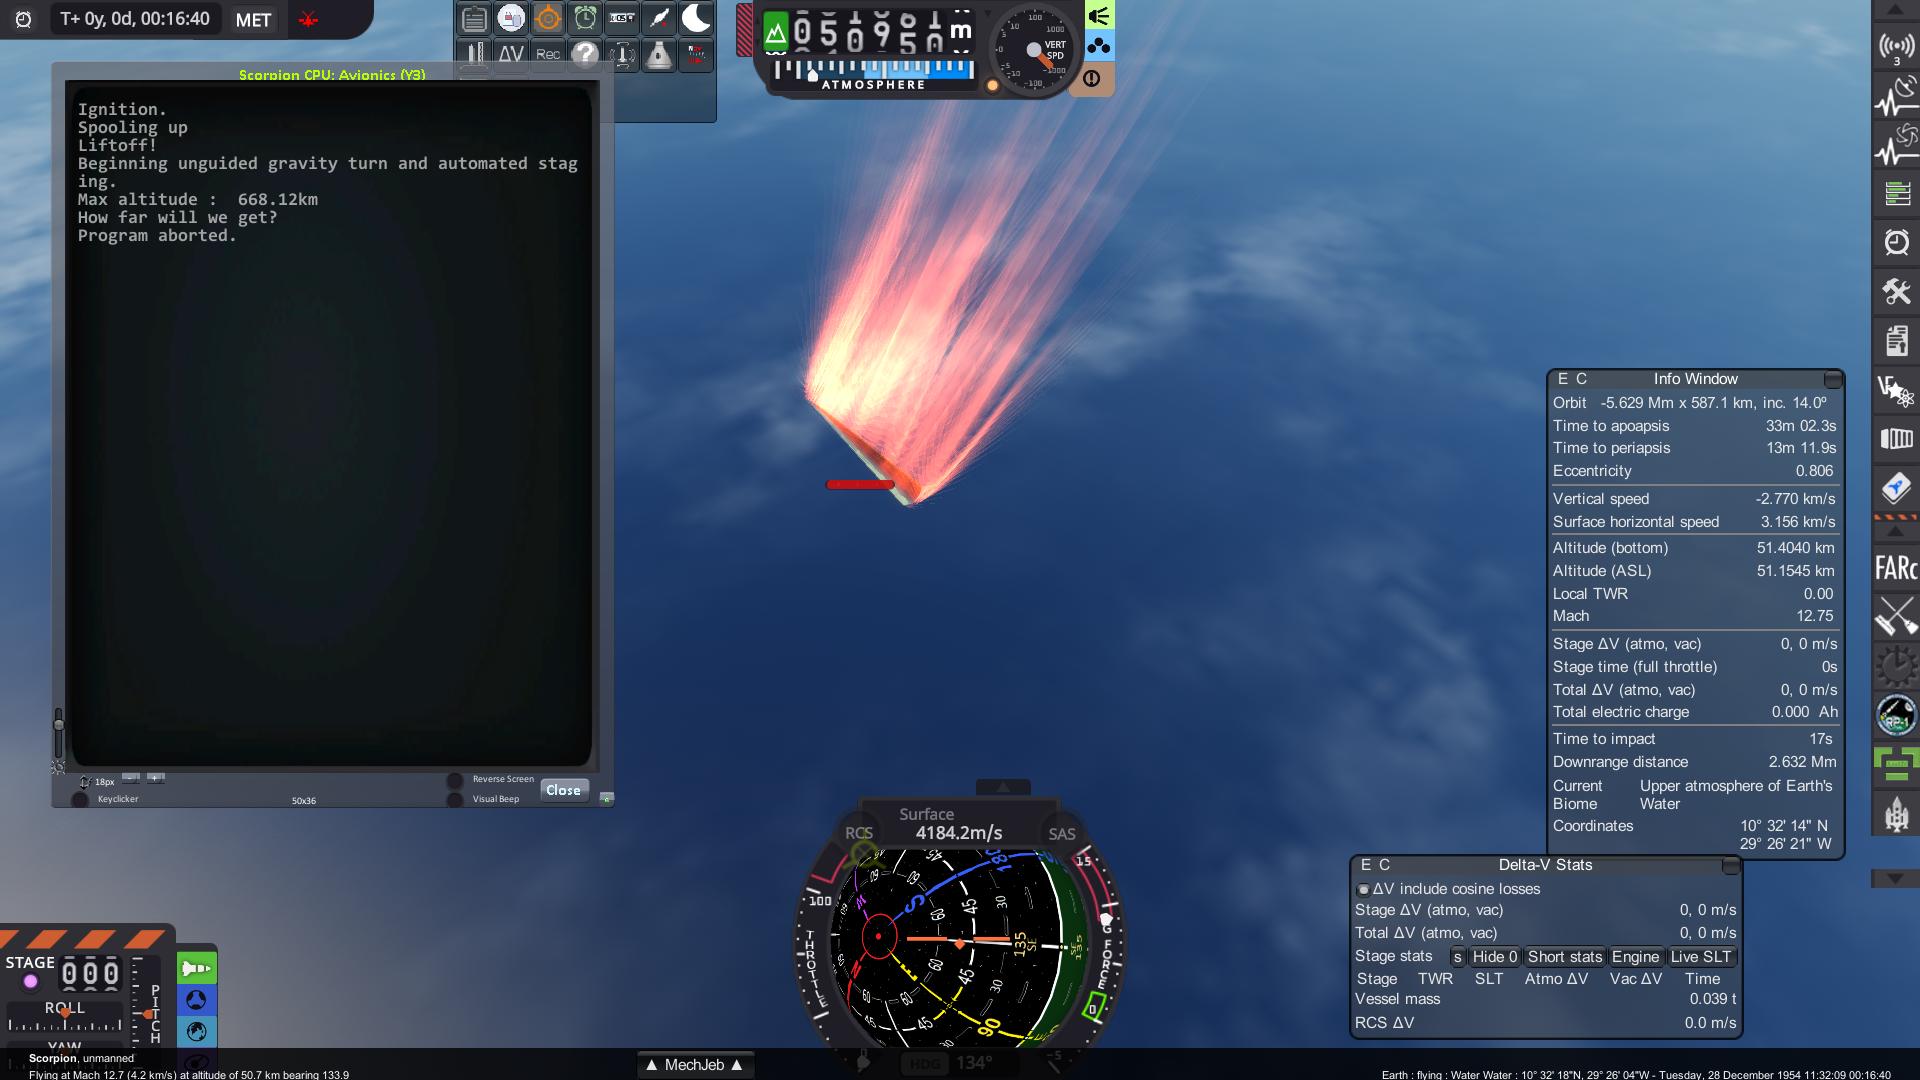 T+ 0y, 0d, 00:16:40 MET
Scorpion CPU: Avionics (Y3)
Ignition.
Spooling up
Liftoff!
Beginning unguided gravity turn and automated stag
ing.
Max altitude :  668.12km
How far will we get?
Program aborted.
18px
Keyclicker
50x36
Reverse Screen
Visual Beep
Close
ΔV Rec ?
m
ATMOSPHERE
VERT
SPD
3
FARc
RP-1
E C Info Window
Orbit -5.629 Mm x 587.1 km, inc. 14.0º
Time to apoapsis 33m 02.3s
Time to periapsis 13m 11.9s
Eccentricity 0.806
Vertical speed -2.770 km/s
Surface horizontal speed 3.156 km/s
Altitude (bottom) 51.4040 km
Altitude (ASL) 51.1545 km
Local TWR 0.00
Mach 12.75
Stage ΔV (atmo, vac) 0, 0 m/s
Stage time (full throttle) 0s
Total ΔV (atmo, vac) 0, 0 m/s
Total electric charge 0.000 Ah
Time to impact 17s
Downrange distance 2.632 Mm
Current Biome Upper atmosphere of Earth's Water
Coordinates 10° 32' 14" N
29° 26' 21" W
E C Delta-V Stats
ΔV include cosine losses
Stage ΔV (atmo, vac) 0, 0 m/s
Total ΔV (atmo, vac) 0, 0 m/s
Stage stats s Hide 0 Short stats Engine Live SLT
Stage TWR SLT Atmo ΔV Vac ΔV Time
Vessel mass 0.039 t
RCS ΔV 0.0 m/s
Surface
RCS 4184.2m/s SAS
THROTTLE
100
G FORCE
15
0
-5
HDG 134°
STAGE 000
ROLL
PITCH
YAW
Scorpion, unmanned
Flying at Mach 12.7 (4.2 km/s) at altitude of 50.7 km bearing 133.9
▲ MechJeb ▲
Earth : flying : Water Water : 10° 32' 18"N, 29° 26' 04"W - Tuesday, 28 December 1954 11:32:09 00:16:40